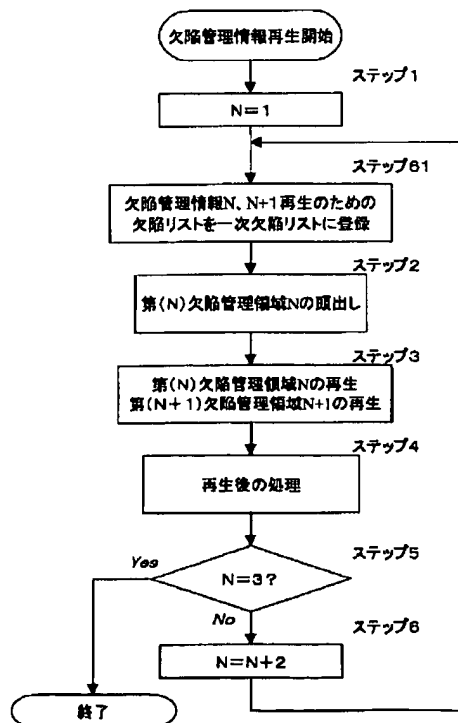 欠陥管理情報再生開始
ステップ1
N=1
ステップ61
欠陥管理情報N、N+1再生のための
欠陥リストを一次欠陥リストに登録
ステップ2
第(N)欠陥管理領域Nの頭出し
ステップ3
第(N)欠陥管理領域Nの再生
第(N+1)欠陥管理領域N+1の再生
ステップ4
再生後の処理
ステップ5
Yes
N=3?
No
ステップ6
N=N+2
終了